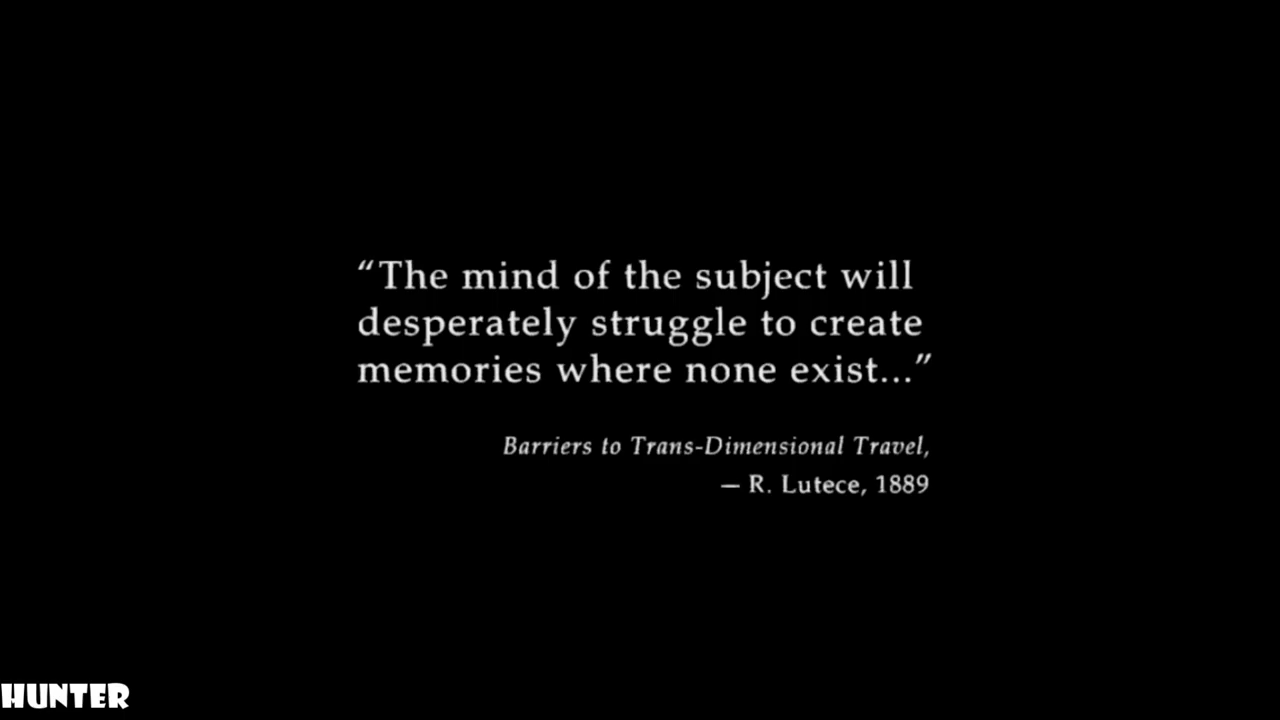 “The mind of the subject will
desperately struggle to create
memories where none exist...”
Barriers to Trans-Dimensional Travel,
— R. Lutece, 1889
HUNTER